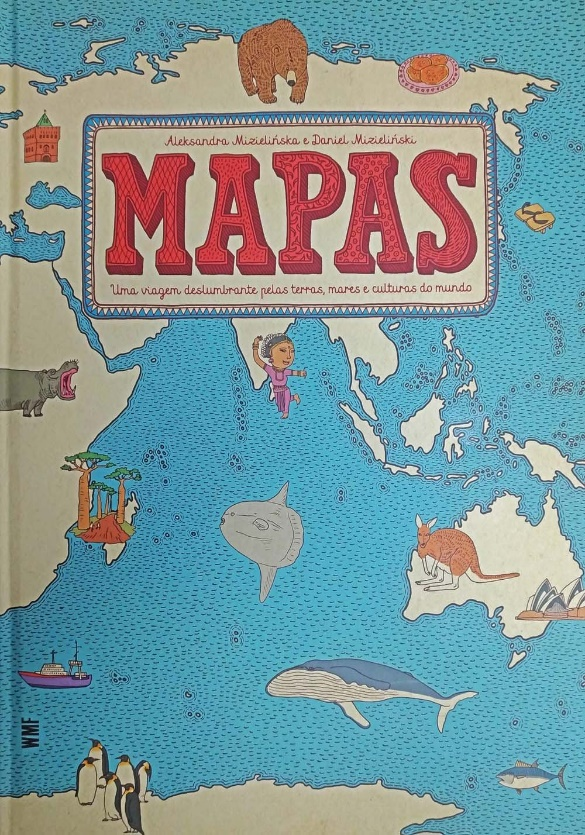 Aleksandra Mizielińska e Daniel Mizieliński
MAPAS
Uma viagem deslumbrante pelas terras, mares e culturas do mundo
WMF